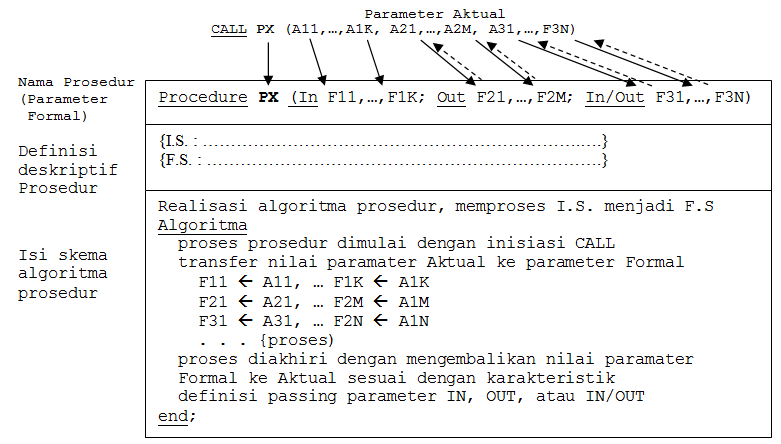 Parameter Aktual
CALL PX (A11,…,A1K, A21,…,A2M, A31,…,F3N)
Nama Prosedur
(Parameter
Formal)
Procedure PX (In F11,…,F1K; Out F21,…,F2M; In/Out F31,…,F3N)
Definisi
deskriptif
Prosedur
{I.S. : …………………………………………………………………}
{F.S. : …………………………………………………………………}
Isi skema
algoritma
prosedur
Realisasi algoritma prosedur, memproses I.S. menjadi F.S
Algoritma
proses prosedur dimulai dengan inisiasi CALL
transfer nilai paramater Aktual ke parameter Formal
F11 ← A11, … F1K ← A1K
F21 ← A21, … F2M ← A1M
F31 ← A31, … F2N ← A1N
. . . {proses)
proses diakhiri dengan mengembalikan nilai paramater
Formal ke Aktual sesuai dengan karakteristik
definisi passing parameter IN, OUT, atau IN/OUT
end;